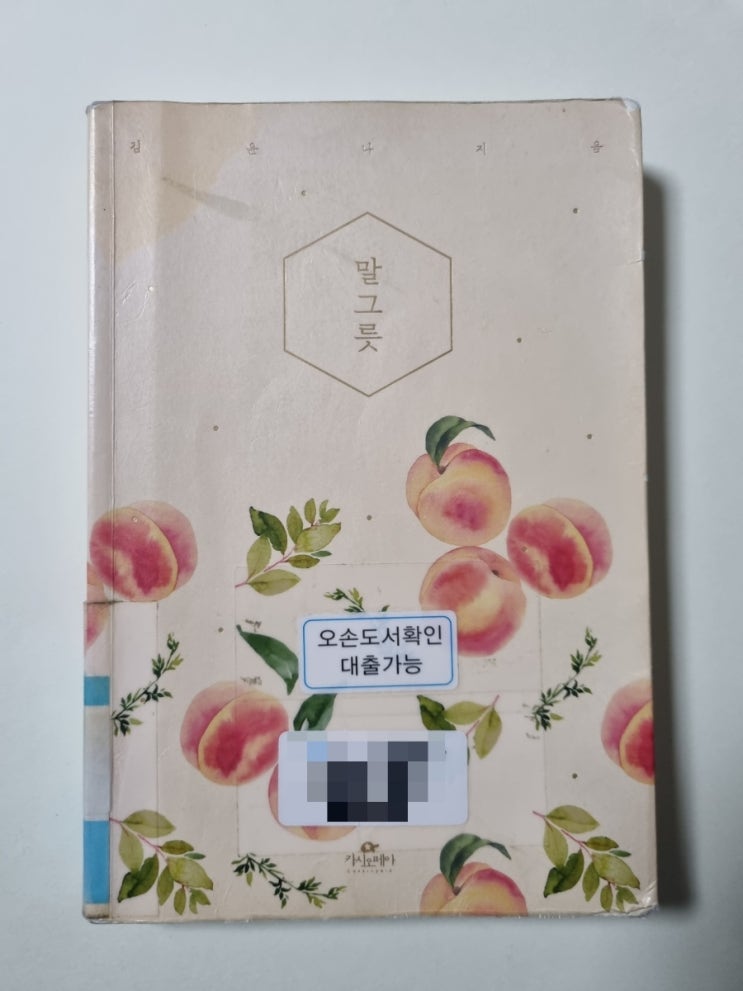 김윤나 지음
말
그
릇
오손도서확인
대출가능
카시오페아